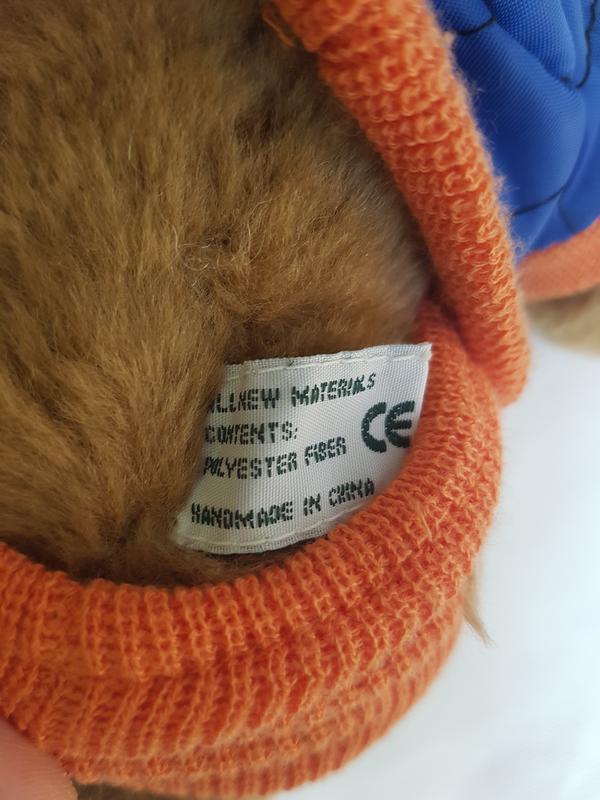 ALLNEW MATERIALS
CONTENTS:
CE
POLYESTER FIBER
HANDMADE IN CHINA